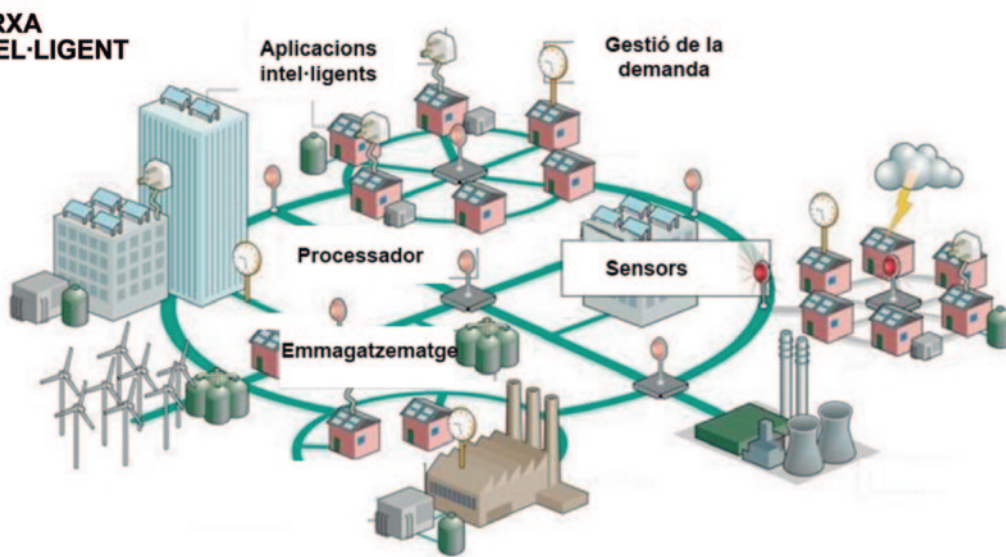 RXA
EL·LIGENT
Aplicacions
intel·ligents
Gestió de la
demanda
Processador
Sensors
Emmagatzematge